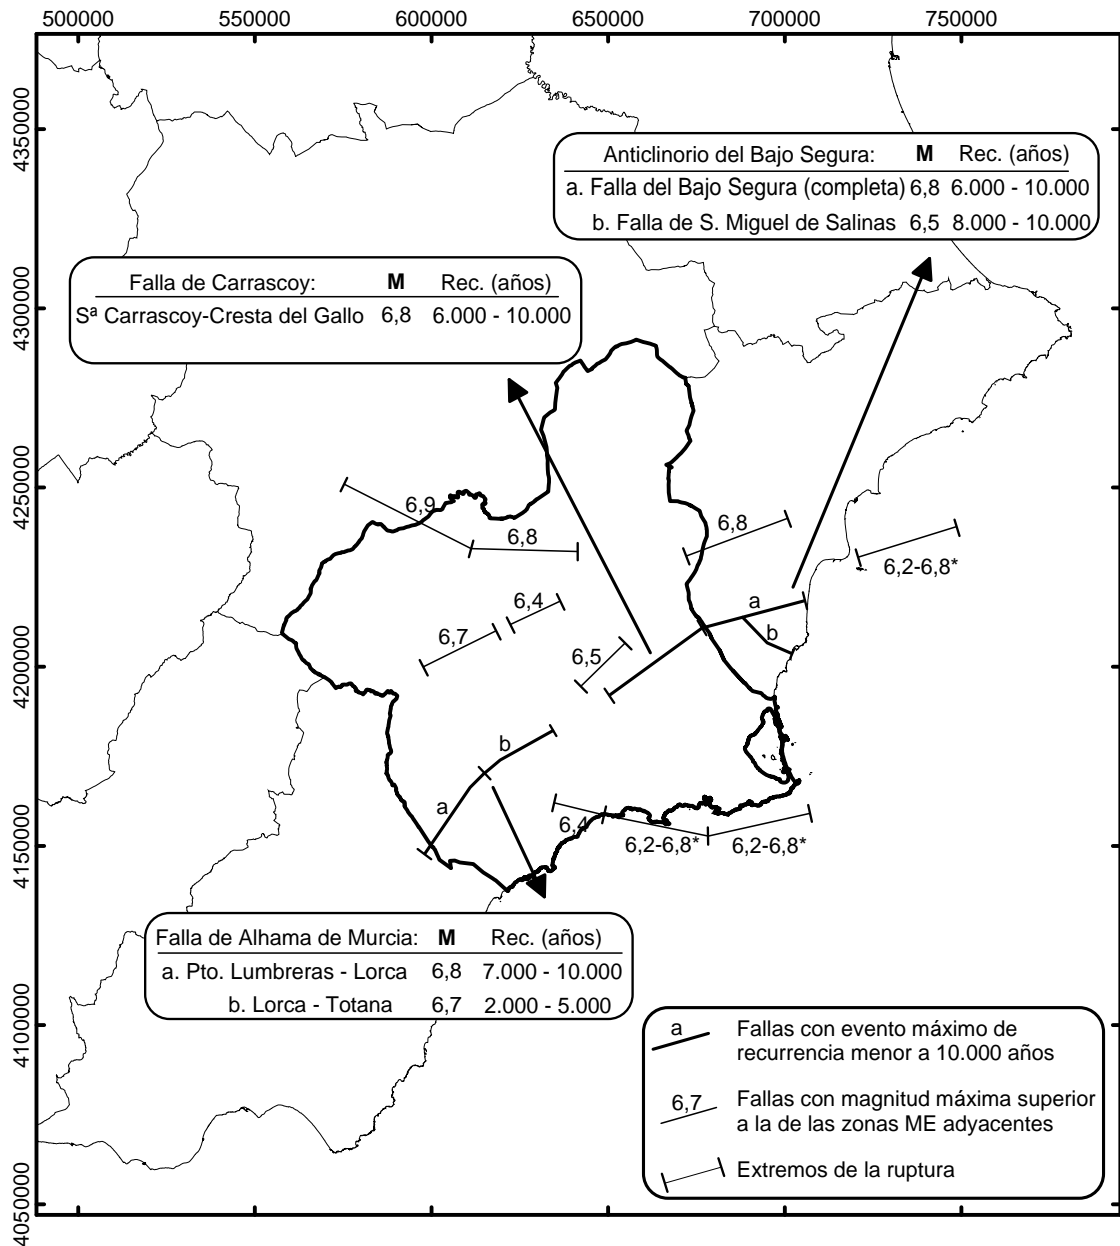 500000 550000 600000 650000 700000 750000
4350000
4300000
4250000
4200000
4150000
4100000
4050000
Anticlinorio del Bajo Segura: M Rec. (años)
a. Falla del Bajo Segura (completa) 6,8 6.000 - 10.000
b. Falla de S. Miguel de Salinas 6,5 8.000 - 10.000
Falla de Carrascoy: M Rec. (años)
Sª Carrascoy-Cresta del Gallo 6,8 6.000 - 10.000
6,9
6,8
6,8
6,2-6,8*
6,4
6,7
6,5
a
b
b
a
6,4
6,2-6,8*
6,2-6,8*
Falla de Alhama de Murcia: M Rec. (años)
a. Pto. Lumbreras - Lorca 6,8 7.000 - 10.000
b. Lorca - Totana 6,7 2.000 - 5.000
a
Fallas con evento máximo de
recurrencia menor a 10.000 años
6,7
Fallas con magnitud máxima superior
a la de las zonas ME adyacentes
Extremos de la ruptura